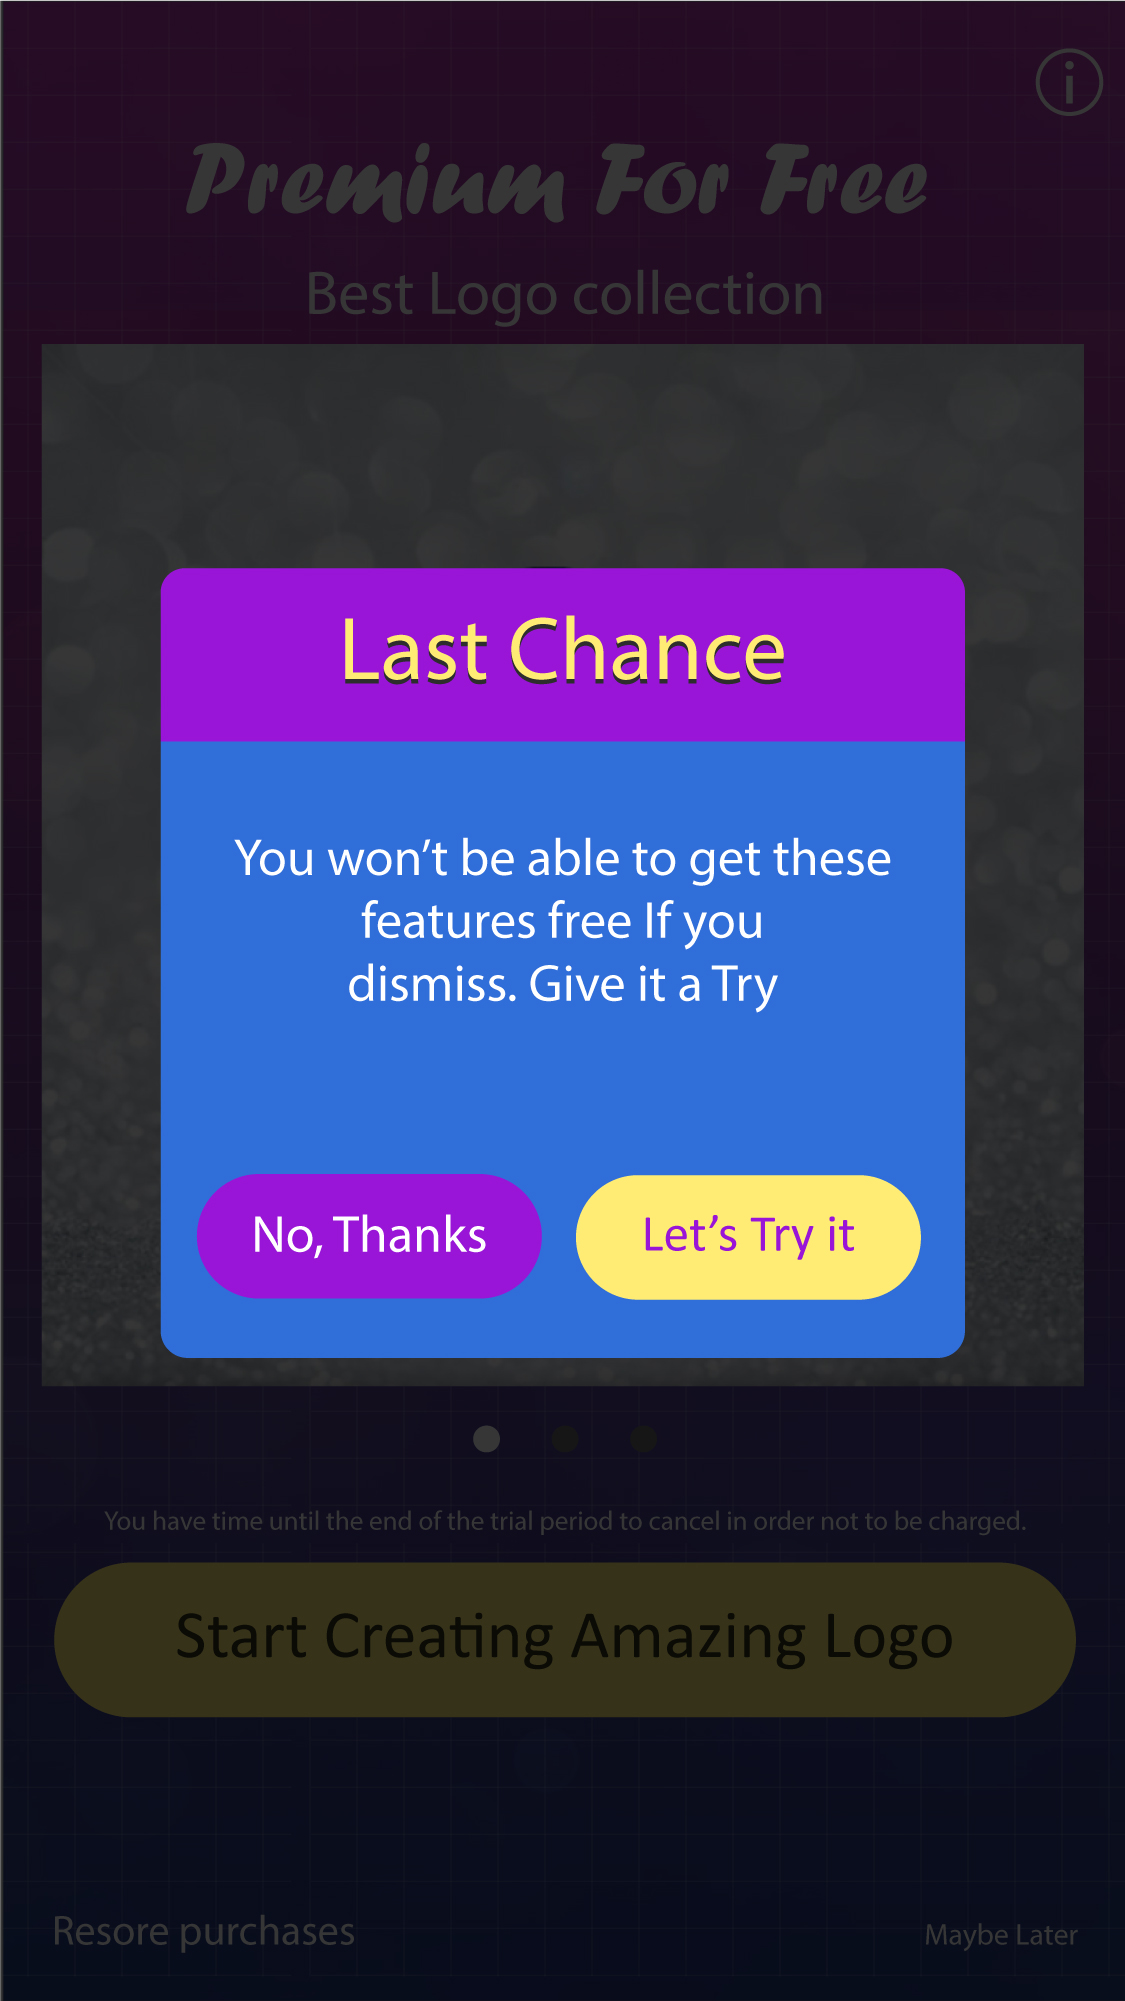 i
Premium For Free
Best Logo collection
Last Chance
You won’t be able to get these
features free If you
dismiss. Give it a Try
No, Thanks
Let’s Try it
You have time until the end of the trial period to cancel in order not to be charged.
Start Creating Amazing Logo
Resore purchases
Maybe Later